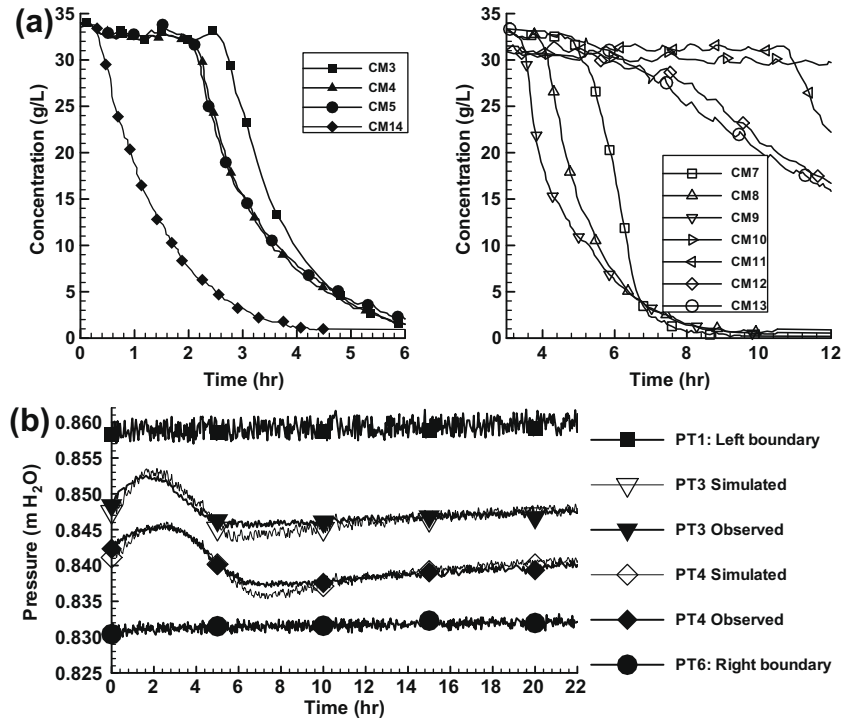 (a)
Concentration (g/L)
35
30
25
20
15
10
5
0
0 1 2 3 4 5 6
Time (hr)
CM3
CM4
CM5
CM14
Concentration (g/L)
35
30
25
20
15
10
5
0
4 6 8 10 12
Time (hr)
CM7
CM8
CM9
CM10
CM11
CM12
CM13
(b)
Pressure (m H₂O)
0.860
0.855
0.850
0.845
0.840
0.835
0.830
0.825
0 2 4 6 8 10 12 14 16 18 20 22
Time (hr)
PT1: Left boundary
PT3 Simulated
PT3 Observed
PT4 Simulated
PT4 Observed
PT6: Right boundary